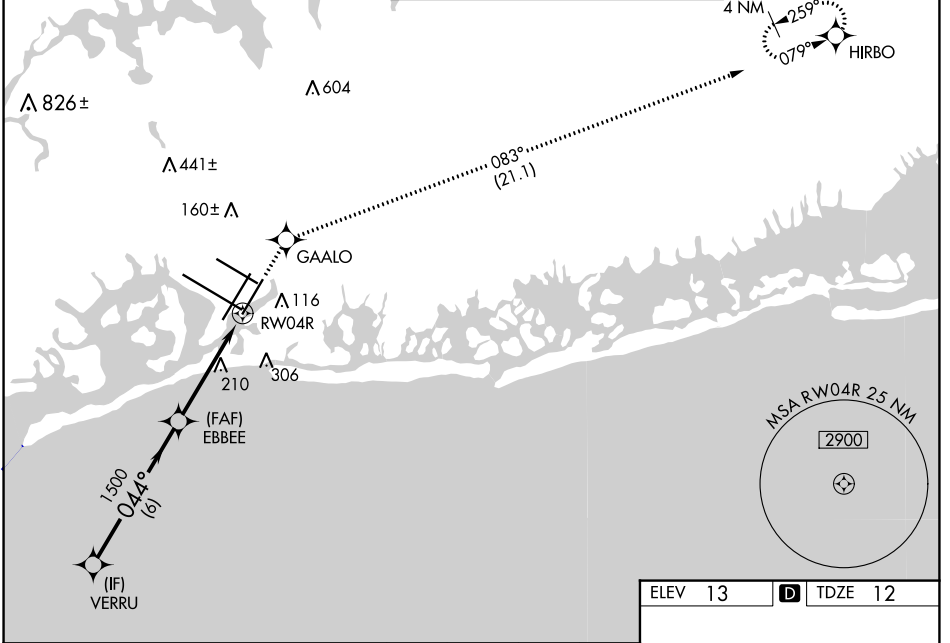 4 NM
259°
079°
HIRBO
604
826±
083°
(21.1)
441±
160±
GAALO
116
RW04R
306
210
(FAF)
EBBEE
MSA RW04R 25 NM
2900
1500
044°
(6)
(IF)
VERRU
ELEV 13 D TDZE 12